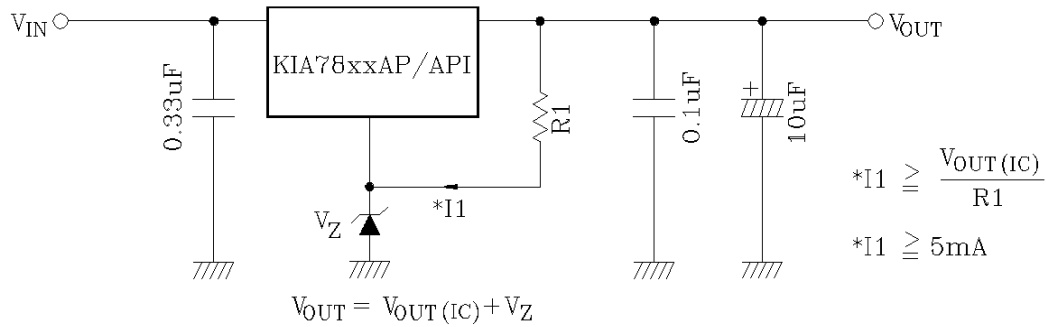 VIN
KIA78xxAP/API
VOUT
0.33uF
R1
0.1uF
+
10uF
*I1
VZ
*I1 ≧ VOUT(IC)
R1
*I1 ≧ 5mA
VOUT = VOUT(IC)+VZ